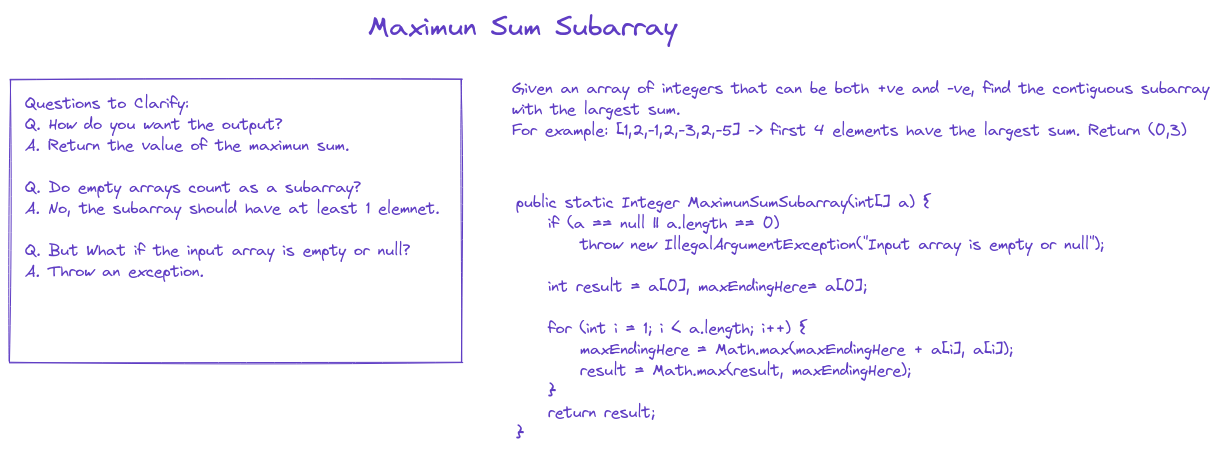 Maximun Sum Subarray
Questions to Clarify:
Q. How do you want the output?
A. Return the value of the maximun sum.
Q. Do empty arrays count as a subarray?
A. No, the subarray should have at least 1 elemnet.
Q. But What if the input array is empty or null?
A. Throw an exception.
Given an array of integers that can be both +ve and -ve, find the contiguous subarray
with the largest sum.
For example: [1,2,-1,2,-3,2,-5] -> first 4 elements have the largest sum. Return (0,3)
public static Integer MaximunSumSubarray(int[] a) {
    if (a == null || a.length == 0)
        throw new IllegalArgumentException("Input array is empty or null");
    int result = a[0], maxEndingHere= a[0];
    for (int i = 1; i < a.length; i++) {
        maxEndingHere = Math.max(maxEndingHere + a[i], a[i]);
        result = Math.max(result, maxEndingHere);
    }
    return result;
}